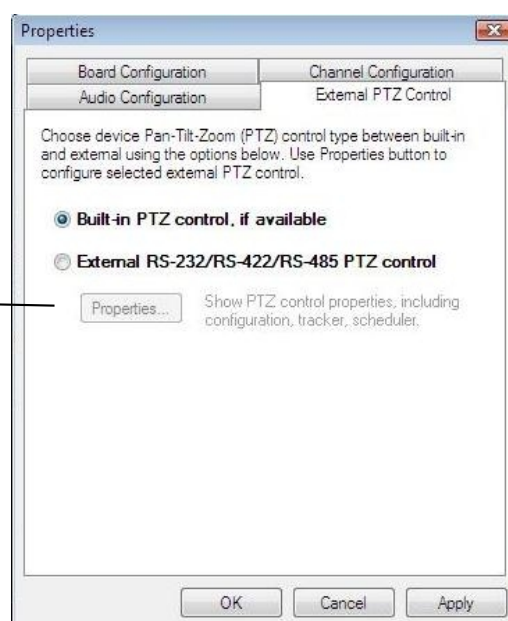 Properties
Board Configuration
Channel Configuration
Audio Configuration
External PTZ Control
Choose device Pan-Tilt-Zoom (PTZ) control type between built-in
and external using the options below. Use Properties button to
configure selected external PTZ control.
Built-in PTZ control, if available
External RS-232/RS-422/RS-485 PTZ control
Properties...
Show PTZ control properties, including
configuration, tracker, scheduler.
OK
Cancel
Apply